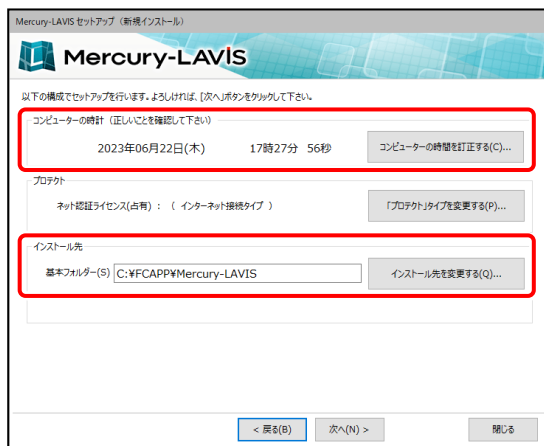 Mercury-LAVIS セットアップ（新規インストール）
Mercury-LAVIS
以下の構成でセットアップを行います。よろしければ、[次へ]ボタンをクリックして下さい。
コンピューターの時計（正しいことを確認して下さい）
2023年06月22日(木) 17時27分 56秒 コンピューターの時間を訂正する(C)...
プロテクト
ネット認証ライセンス(占有) : （ インターネット接続タイプ ） 「プロテクト」タイプを変更する(P)...
インストール先
基本フォルダー(S) C:¥FCAPP¥Mercury-LAVIS インストール先を変更する(Q)...
< 戻る(B) 次へ(N) > 閉じる